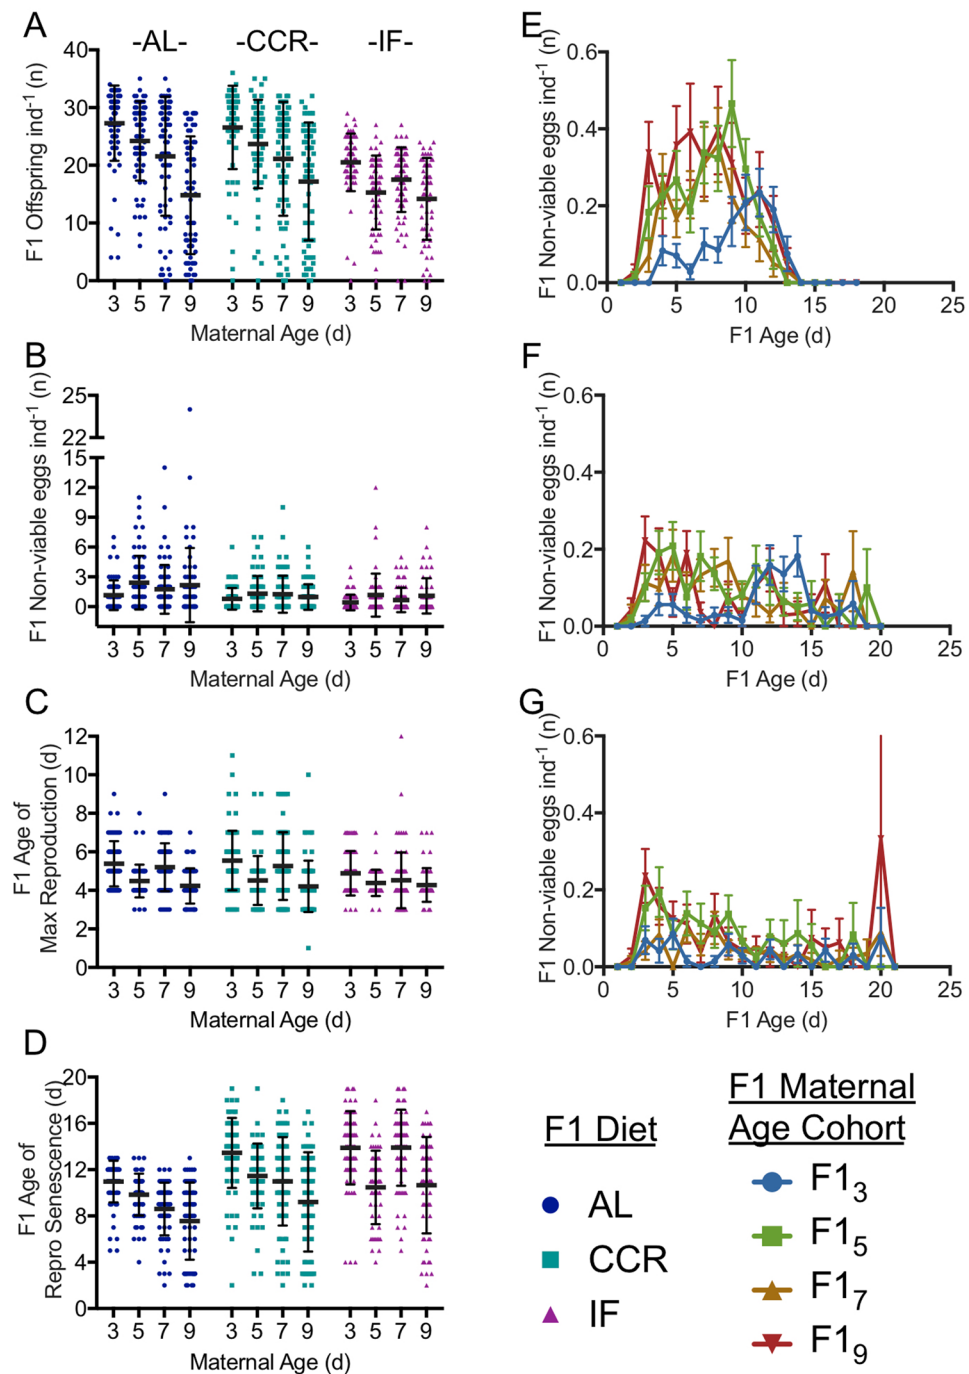 A
-AL-
-CCR-
-IF-
F1 Offspring ind-1 (n)
40
30
20
10
0
3 5 7 9 3 5 7 9 3 5 7 9
Maternal Age (d)
B
F1 Non-viable eggs ind-1 (n)
25
22
15
12
9
6
3
0
3 5 7 9 3 5 7 9 3 5 7 9
Maternal Age (d)
C
F1 Age of
Max Reproduction (d)
12
10
8
6
4
2
0
3 5 7 9 3 5 7 9 3 5 7 9
Maternal Age (d)
D
F1 Age of
Repro Senescence (d)
20
16
12
8
4
0
3 5 7 9 3 5 7 9 3 5 7 9
Maternal Age (d)
E
F1 Non-viable eggs ind-1 (n)
0.6
0.4
0.2
0.0
0 5 10 15 20 25
F1 Age (d)
F
F1 Non-viable eggs ind-1 (n)
0.6
0.4
0.2
0.0
0 5 10 15 20 25
F1 Age (d)
G
F1 Non-viable eggs ind-1 (n)
0.6
0.4
0.2
0.0
0 5 10 15 20 25
F1 Age (d)
F1 Diet
AL
CCR
IF
F1 Maternal
Age Cohort
F13
F15
F17
F19